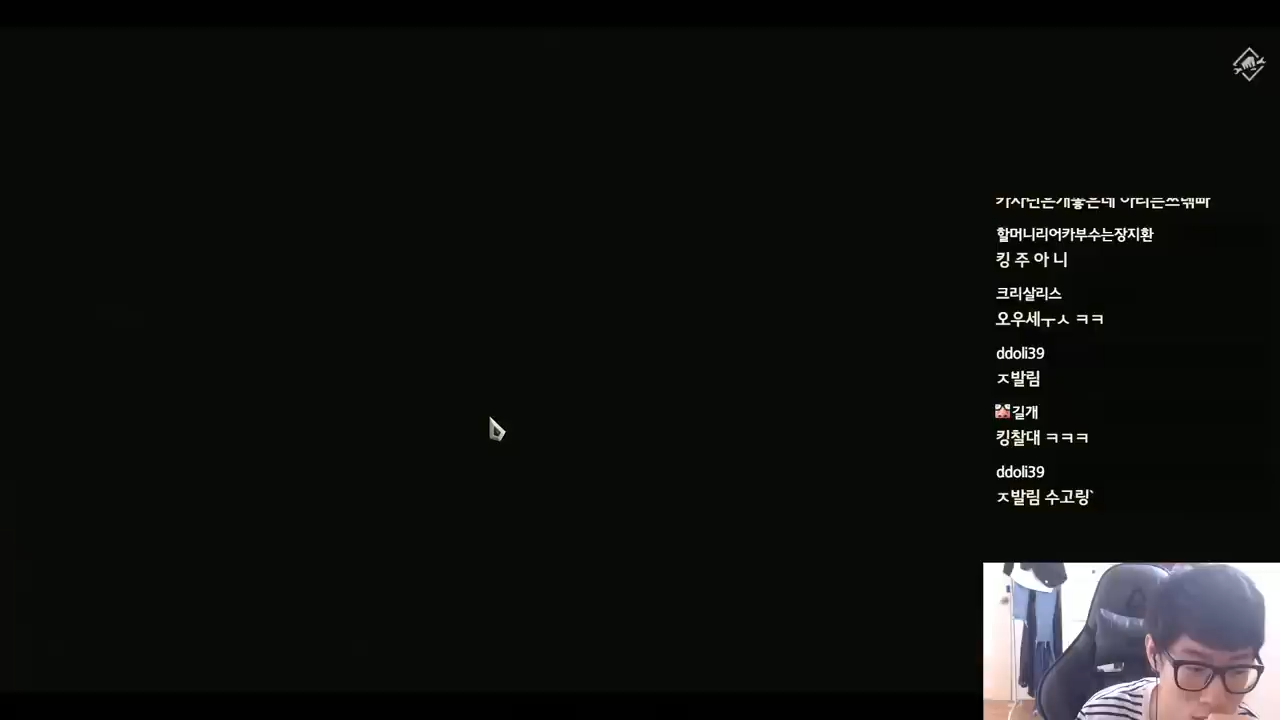 할머니리어카부수는장지환
킹 주 아 니
크리살리스
오우세ㅜㅅ ㅋㅋ
ddoli39
ㅈ발림
길개
킹찰대 ㅋㅋㅋ
ddoli39
ㅈ발림 수고링`